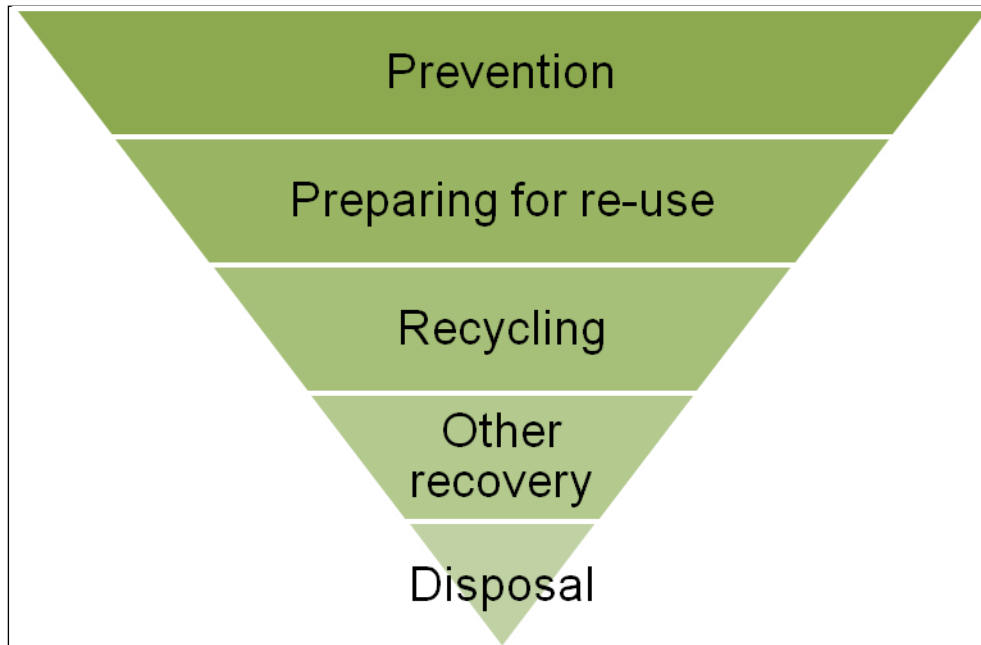 Prevention
Preparing for re-use
Recycling
Other
recovery
Disposal